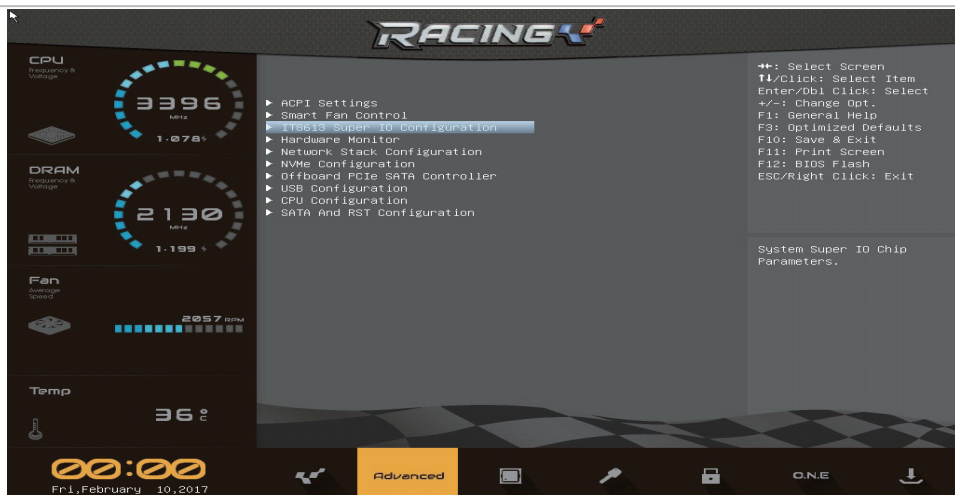 RACING
CPU
Frequency &
Voltage
3396
MHz
1.078
DRAM
Frequency &
Voltage
2130
MHz
1.199
Fan
Average
Speed
2057 RPM
Temp
36 °C
ACPI Settings
Smart Fan Control
IT8613 Super IO Configuration
Hardware Monitor
Network Stack Configuration
NVMe Configuration
Offboard PCIe SATA Controller
USB Configuration
CPU Configuration
SATA And RST Configuration
→←: Select Screen
↑↓/Click: Select Item
Enter/Dbl Click: Select
+/-: Change Opt.
F1: General Help
F3: Optimized Defaults
F10: Save & Exit
F11: Print Screen
F12: BIOS Flash
ESC/Right Click: Exit
System Super IO Chip
Parameters.
00:00
Fri,February 10,2017
Advanced
O.N.E